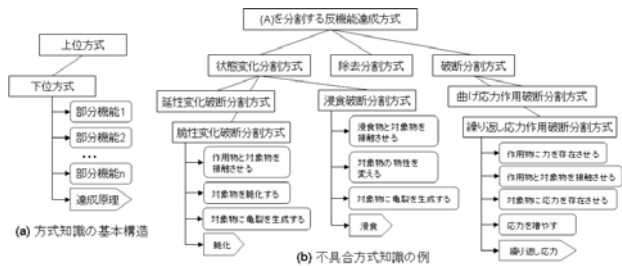 上位方式
下位方式
部分機能1
部分機能2
...
部分機能n
達成原理
(a) 方式知識の基本構造
(A)を分割する反機能達成方式
状態変化分割方式
除去分割方式
破断分割方式
延性変化破断分割方式
浸食破断分割方式
曲げ応力作用破断分割方式
脆性変化破断分割方式
繰り返し応力作用破断分割方式
作用物と対象物を
接触させる
対象物を脆化する
対象物に亀裂を生成する
脆化
浸食物と対象物を
接触させる
対象物の物性を
変える
対象物に亀裂を生成する
浸食
作用物に力を存在させる
作用物と対象物を接触させる
対象物に応力を存在させる
応力を増やす
繰り返し応力
(b) 不具合方式知識の例